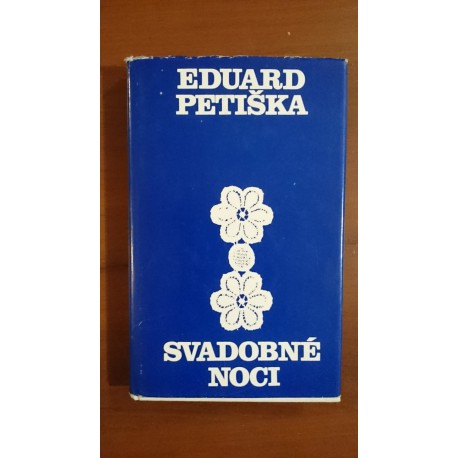 EDUARD
PETIŠKA
SVADOBNÉ
NOCI